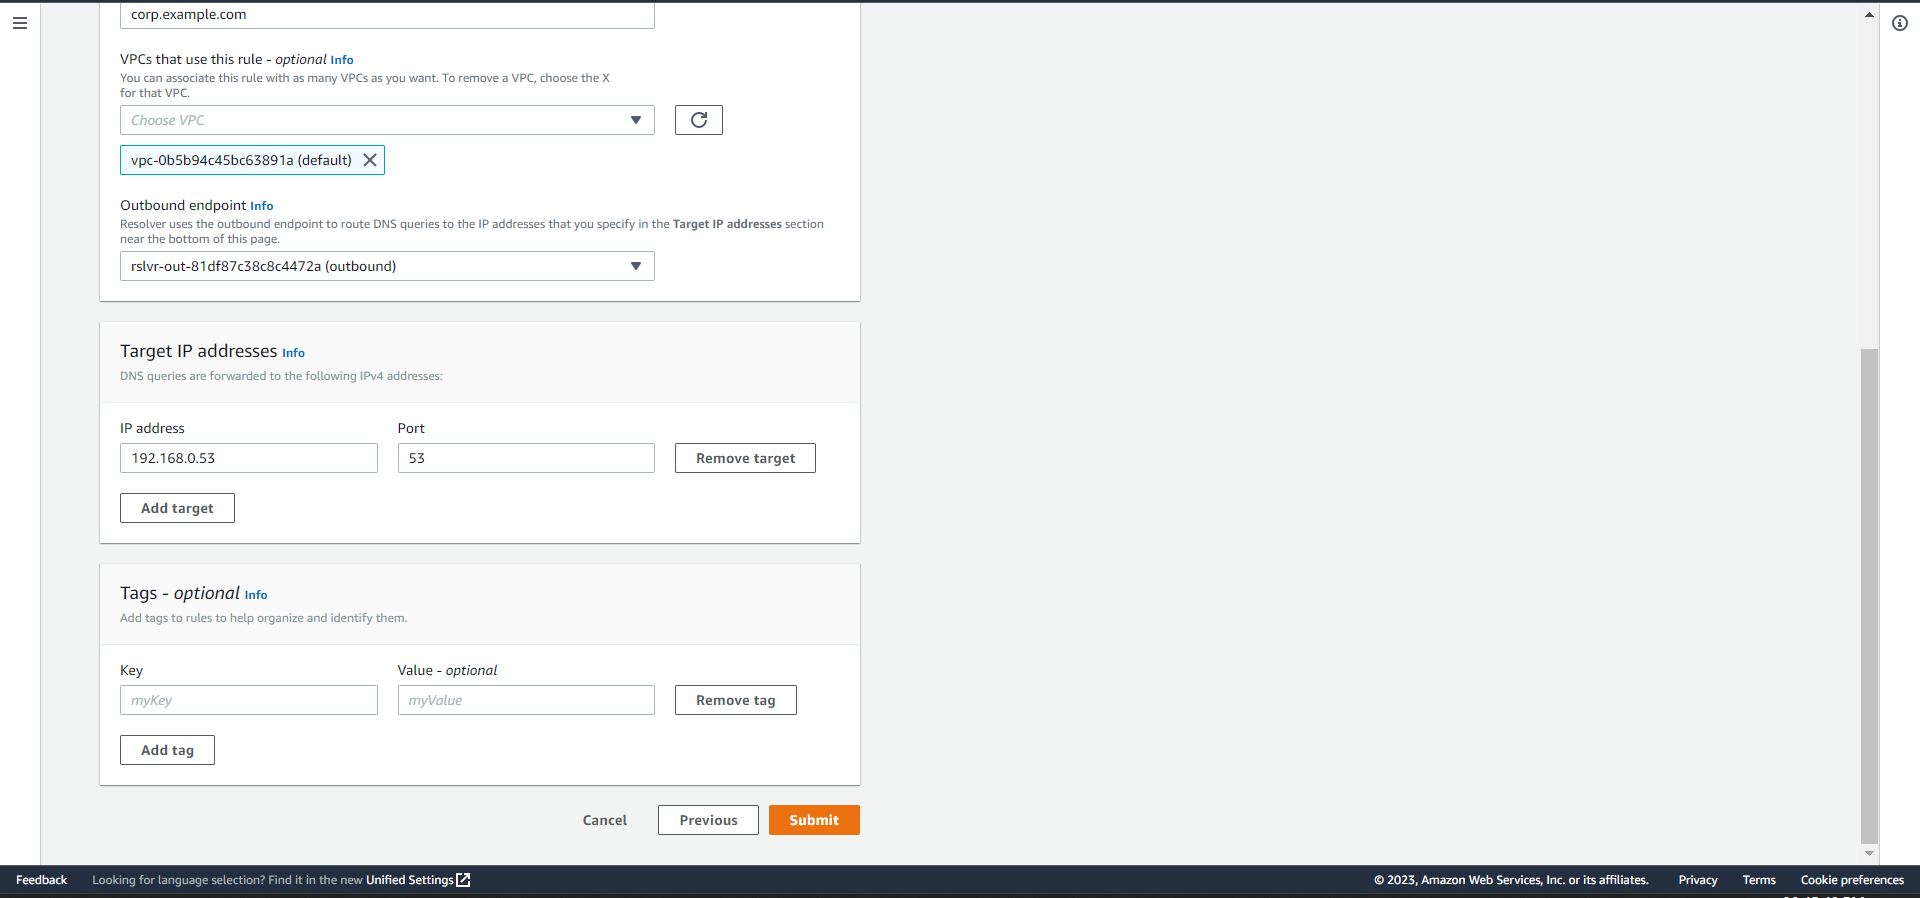 corp.example.com
VPCs that use this rule - optional Info
You can associate this rule with as many VPCs as you want. To remove a VPC, choose the X
for that VPC.
Choose VPC
vpc-0b5b94c45bc63891a (default)
Outbound endpoint Info
Resolver uses the outbound endpoint to route DNS queries to the IP addresses that you specify in the Target IP addresses section
near the bottom of this page.
rslvr-out-81df87c38c8c4472a (outbound)
Target IP addresses Info
DNS queries are forwarded to the following IPv4 addresses:
IP address Port
192.168.0.53 53 Remove target
Add target
Tags - optional Info
Add tags to rules to help organize and identify them.
Key Value - optional
myKey myValue Remove tag
Add tag
Cancel Previous Submit
Feedback Looking for language selection? Find it in the new Unified Settings © 2023, Amazon Web Services, Inc. or its affiliates. Privacy Terms Cookie preferences